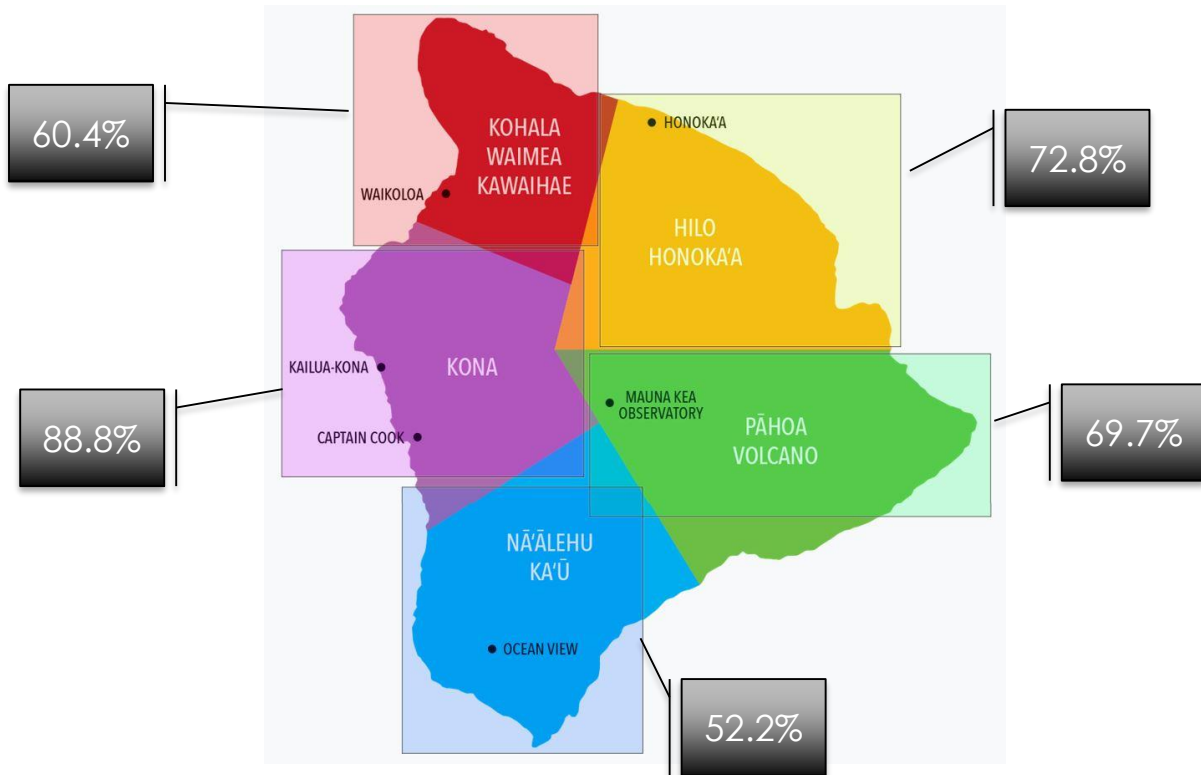 60.4%
KOHALA
WAIMEA
KAWAIHAE
WAIKOLOA
HONOKA'A
72.8%
HILO
HONOKA'A
KAILUA-KONA
KONA
CAPTAIN COOK
88.8%
MAUNA KEA
OBSERVATORY
PĀHOA
VOLCANO
69.7%
NĀ'ĀLEHU
KA'Ū
OCEAN VIEW
52.2%